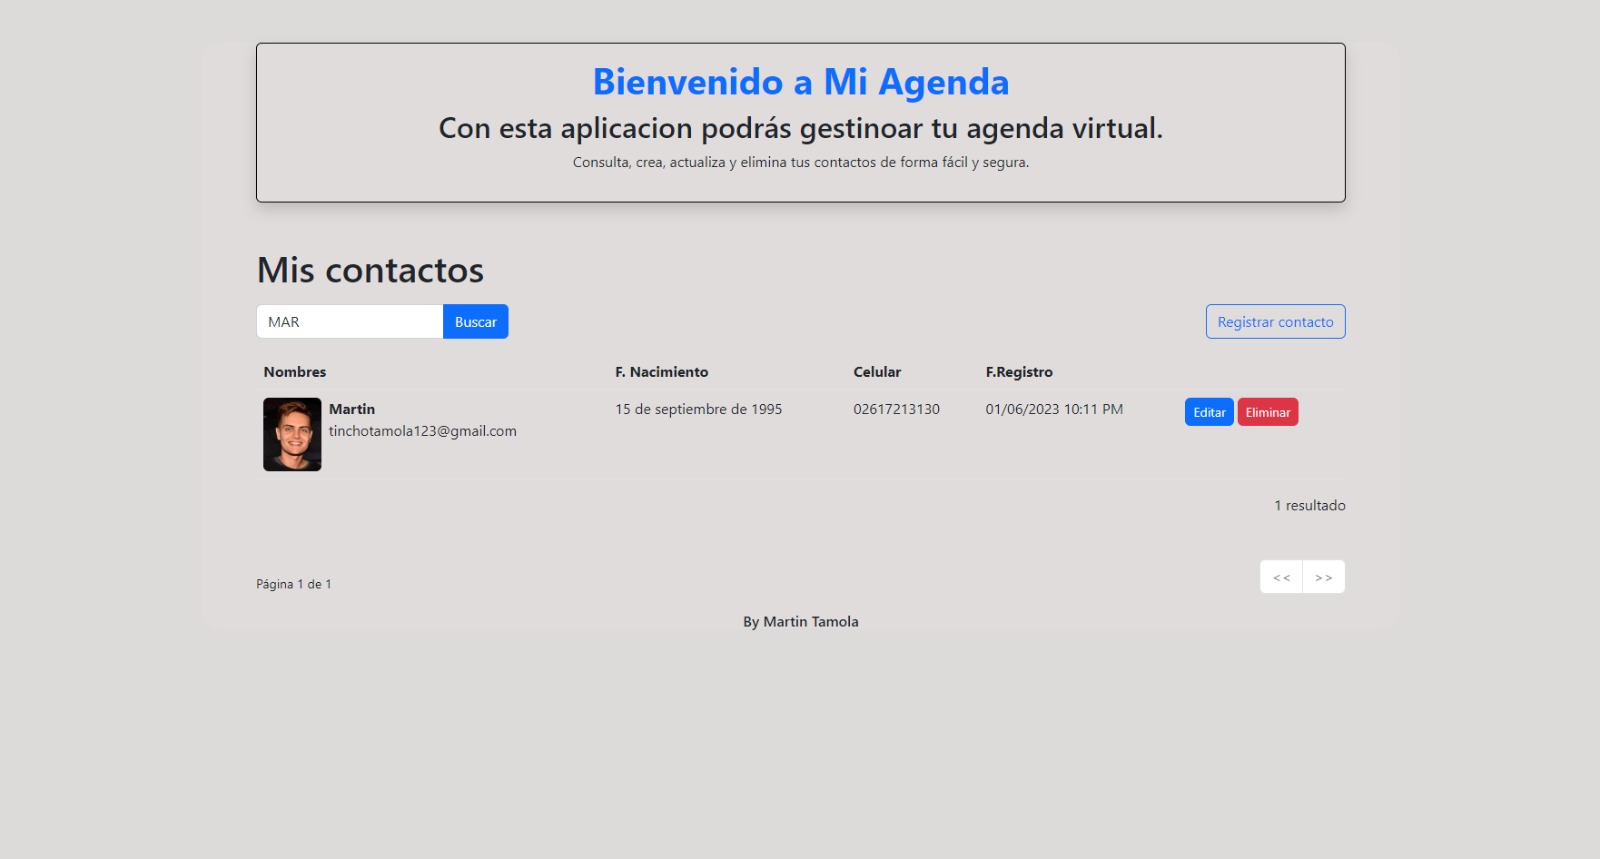 Bienvenido a Mi Agenda
Con esta aplicacion podrás gestinoar tu agenda virtual.
Consulta, crea, actualiza y elimina tus contactos de forma fácil y segura.
Mis contactos
MAR Buscar Registrar contacto
Nombres F. Nacimiento Celular F.Registro
Martin 15 de septiembre de 1995 02617213130 01/06/2023 10:11 PM Editar Eliminar
tinchotamola123@gmail.com
1 resultado
Página 1 de 1 << >>
By Martin Tamola